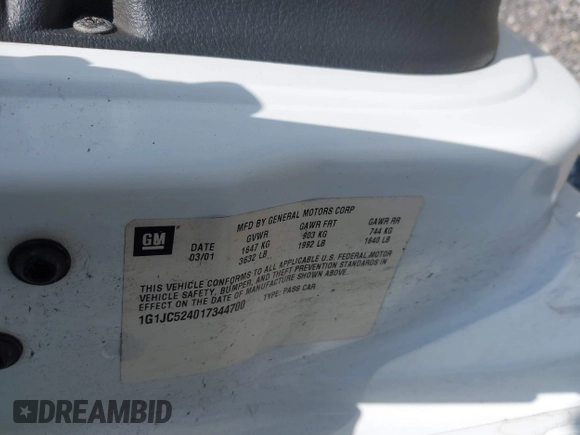 MFD BY GENERAL MOTORS CORP
GM DATE GVWR GAWR FRT GAWR RR
03/01 1647 KG 903 KG 744 KG
3632 LB 1992 LB 1640 LB
THIS VEHICLE CONFORMS TO ALL APPLICABLE U.S. FEDERAL MOTOR
VEHICLE SAFETY, BUMPER, AND THEFT PREVENTION STANDARDS IN
EFFECT ON THE DATE OF MANUFACTURE SHOWN ABOVE.
1G1JC524017344700 TYPE: PASS CAR
DREAMBID